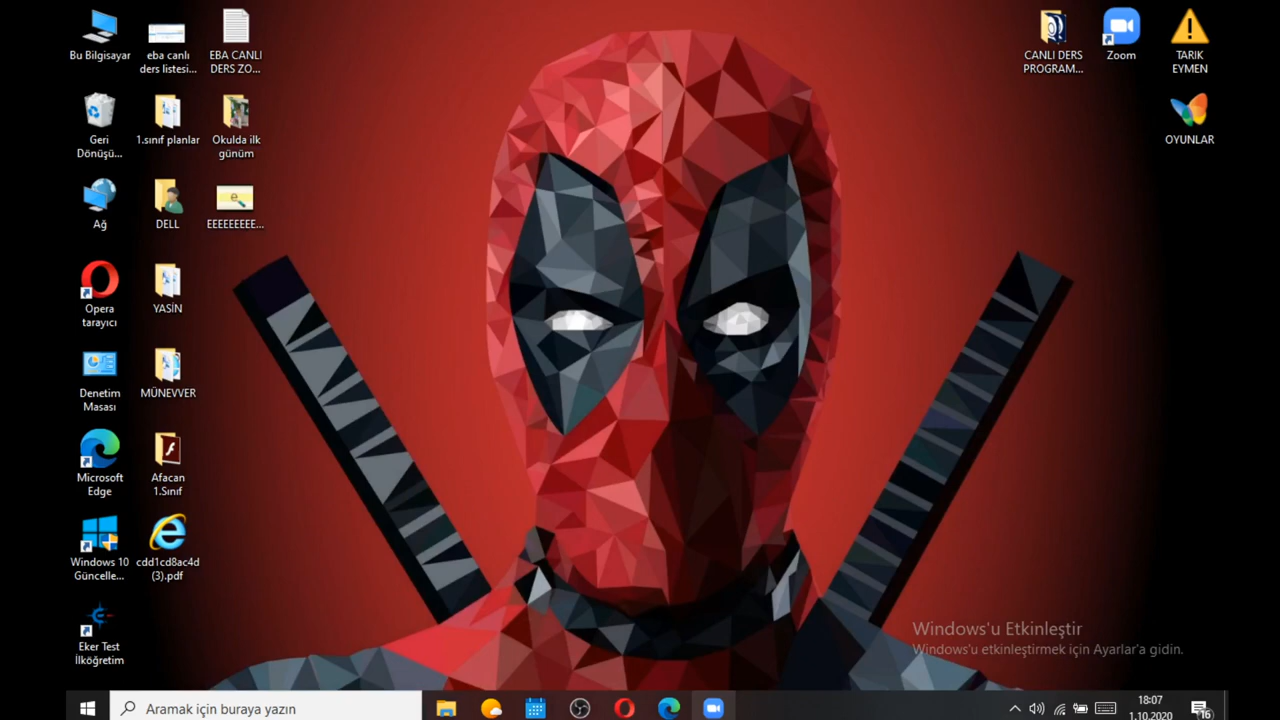 Bu Bilgisayar
eba canlı
ders listesi...
EBA CANLI
DERS ZO...
CANLI DERS
PROGRAM...
Zoom
TARIK
EYMEN
Geri
Dönüşü...
1.sınıf planlar
Okulda ilk
günüm
OYUNLAR
Ağ
DELL
EEEEEEEEE...
Opera
tarayıcı
YASİN
Denetim
Masası
MÜNEVVER
Microsoft
Edge
Afacan
1.Sınıf
Windows 10
Güncelle...
cdd1cd8ac4d
(3).pdf
Eker Test
İlköğretim
Windows'u Etkinleştir
Windows'u etkinleştirmek için Ayarlar'a gidin.
Aramak için buraya yazın
18:07
1.10.2020
16